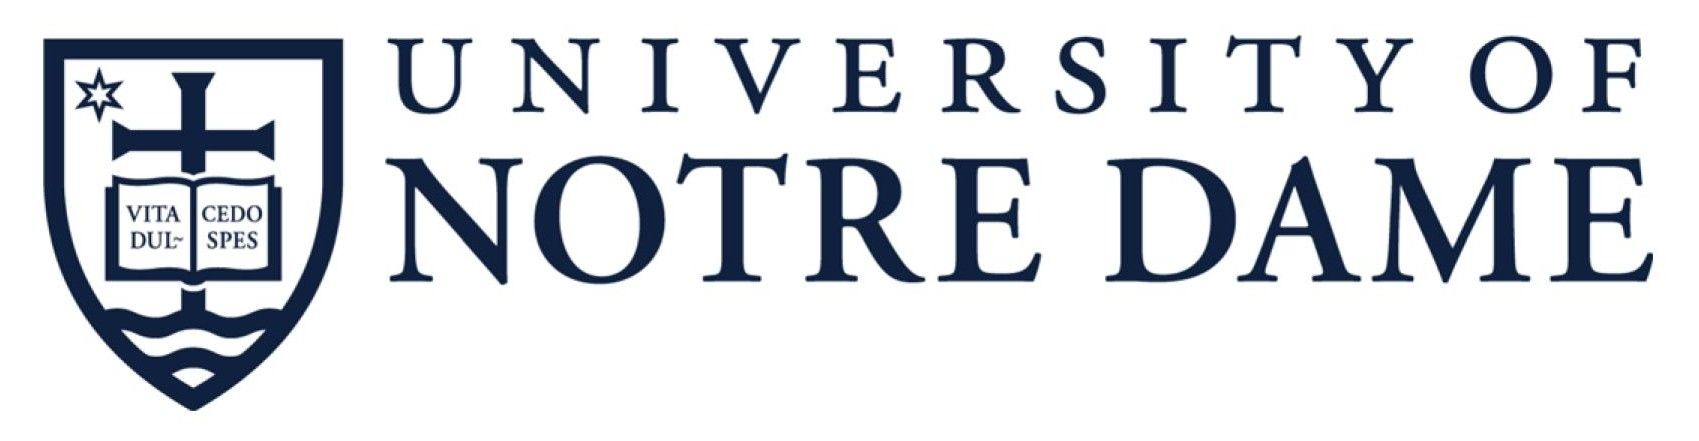 UNIVERSITY OF
NOTRE DAME
VITA CEDO
DUL~ SPES